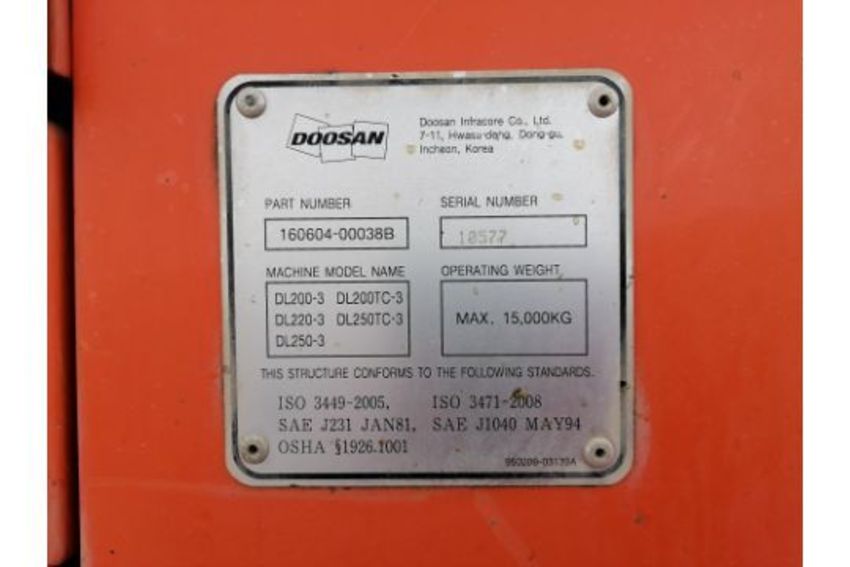 DOOSAN
Doosan Infracore Co., Ltd.
7-11, Hwasu-dong, Dong-gu,
Incheon, Korea
PART NUMBER
160604-00038B
SERIAL NUMBER
10577
MACHINE MODEL NAME
DL200-3 DL200TC-3
DL220-3 DL250TC-3
DL250-3
OPERATING WEIGHT
MAX. 15,000KG
THIS STRUCTURE CONFORMS TO THE FOLLOWING STANDARDS.
ISO 3449-2005, ISO 3471-2008
SAE J231 JAN81, SAE J1040 MAY94
OSHA §1926.1001